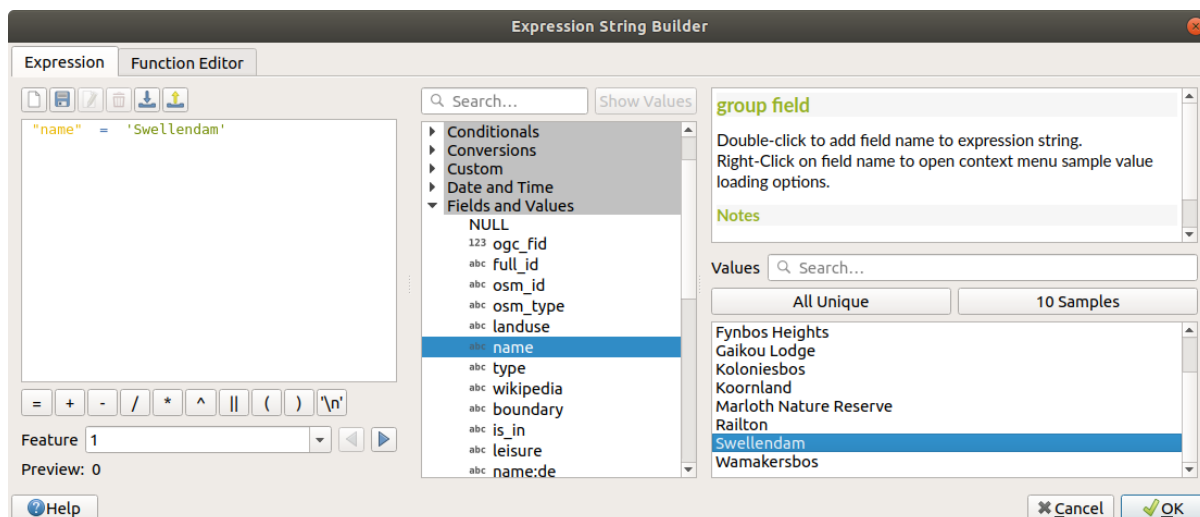 Expression String Builder
Expression
Function Editor
"name" = 'Swellendam'
= + - / * ^ || ( ) '\n'
Feature 1
Preview: 0
Search...
Show Values
Conditionals
Conversions
Custom
Date and Time
Fields and Values
NULL
123 ogc_fid
abc full_id
abc osm_id
abc osm_type
abc landuse
abc name
abc type
abc wikipedia
abc boundary
abc is_in
abc leisure
abc name:de
group field
Double-click to add field name to expression string.
Right-Click on field name to open context menu sample value
loading options.
Notes
Values Search...
All Unique
10 Samples
Fynbos Heights
Gaikou Lodge
Koloniesbos
Koornland
Marloth Nature Reserve
Railton
Swellendam
Wamakersbos
Help
Cancel
OK